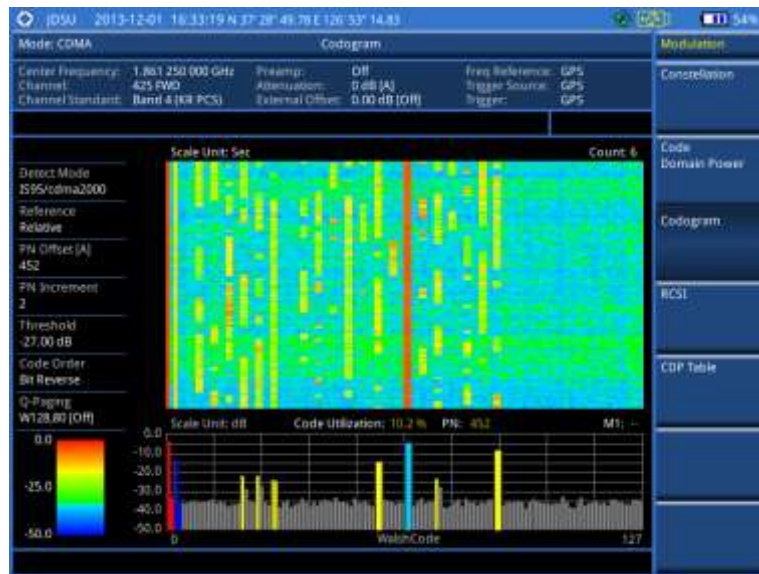 JDSU 2013-12-01 16:33:19 N 37° 28" 49.78 E 126° 53" 14.83 54%
Mode: CDMA Codogram Modulation
Center Frequency: 1.861 250 000 GHz Preamp: Off Freq Reference: GPS
Channel: 425 FWD Attenuation: 0 dB [A] Trigger Source: GPS
Channel Standard: Band 4 (KR PCS) External Offset: 0.00 dB [Off] Trigger: GPS
Constellation
Code
Domain Power
Codogram
RCSI
CDP Table
Scale Unit: Sec Count: 6
Detect Mode
IS95/cdma2000
Reference
Relative
PN Offset [A]
452
PN Increment
2
Threshold
-27.00 dB
Code Order
Bit Reverse
Q-Paging
W128.80 [Off]
Scale Unit: dB Code Utilization: 10.2 % PN: 452 M1: --
0.0
-25.0
-50.0
0.0
-10.0
-20.0
-30.0
-40.0
-50.0
0 WalshCode 127